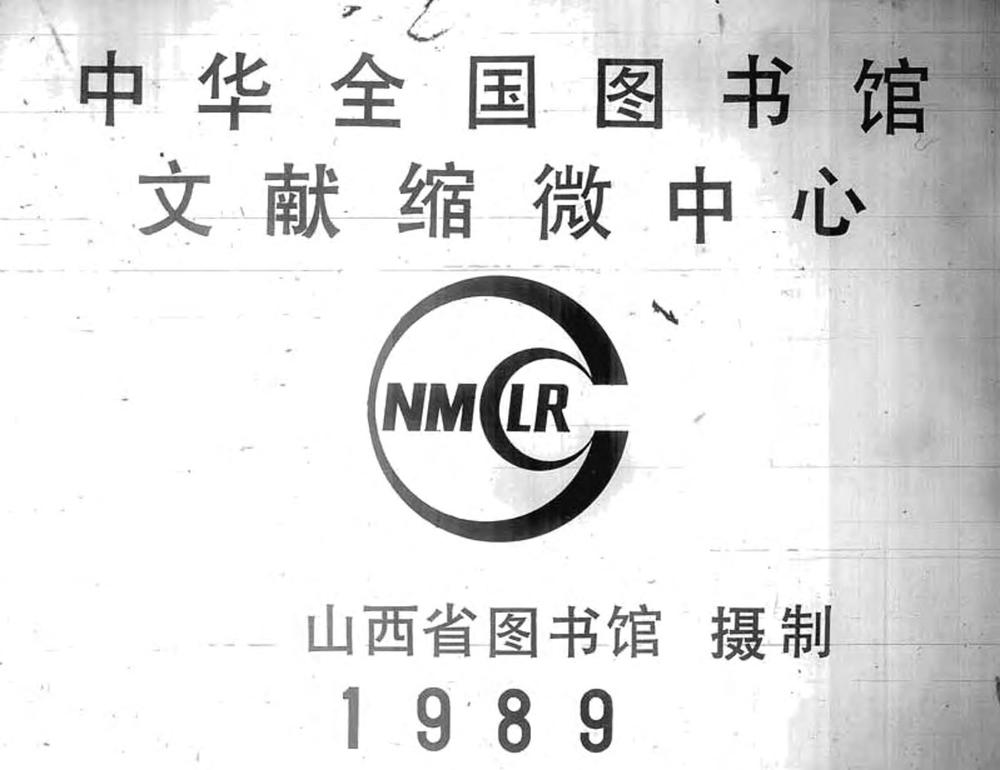 中华全国图书馆
文献缩微中心
NMCLR
山西省图书馆 摄制
1989